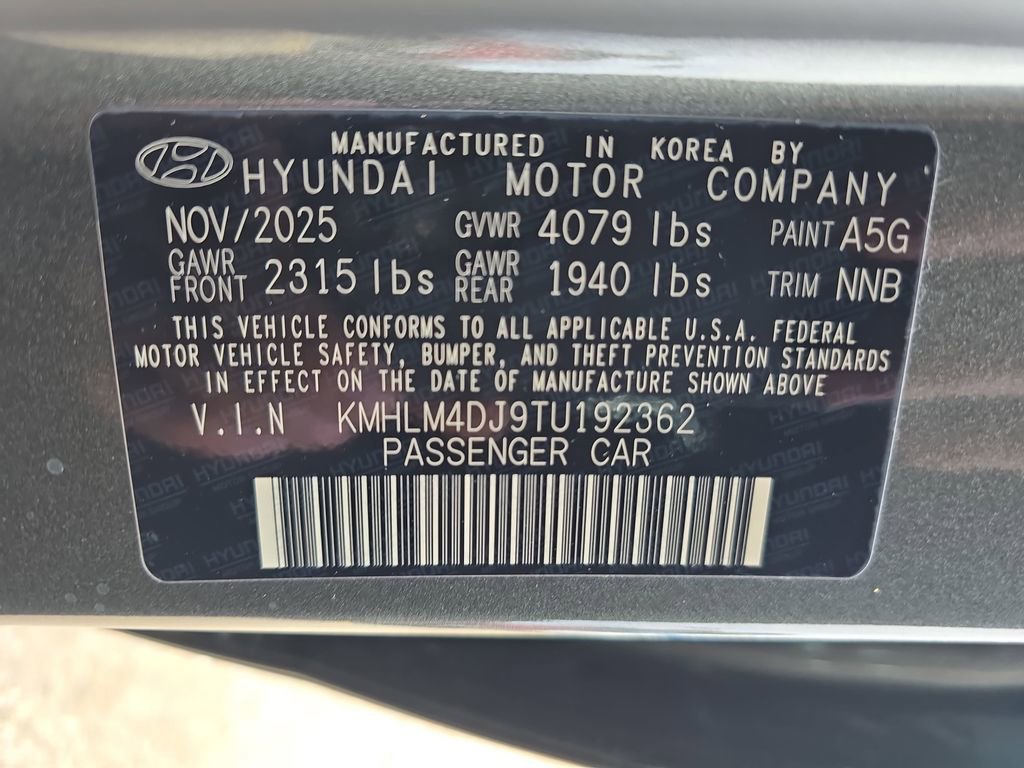 MANUFACTURED IN KOREA BY
HYUNDAI MOTOR COMPANY
NOV/2025 GVWR 4079 lbs PAINT A5G
GAWR FRONT 2315 lbs GAWR REAR 1940 lbs TRIM NNB
THIS VEHICLE CONFORMS TO ALL APPLICABLE U.S.A. FEDERAL
MOTOR VEHICLE SAFETY, BUMPER, AND THEFT PREVENTION STANDARDS
IN EFFECT ON THE DATE OF MANUFACTURE SHOWN ABOVE
V.I.N KMHLM4DJ9TU192362
PASSENGER CAR